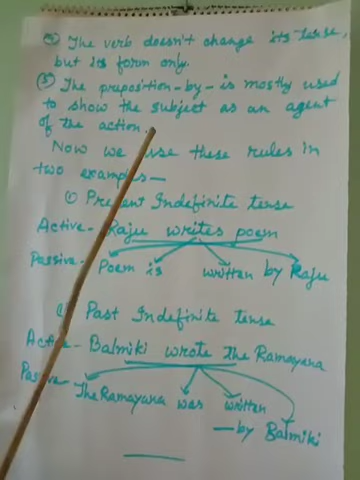 ④ The verb doesn't change its tense,
but its form only.
⑤ The preposition -by- is mostly used
to show the subject as an agent
of the action.
Now we use these rules in
two examples—
① Present Indefinite tense
Active- Raju writes poem
Passive- Poem is written by Raju
Past Indefinite tense
Active- Balmiki wrote the Ramayana
Passive- The Ramayana was written
—by Balmiki